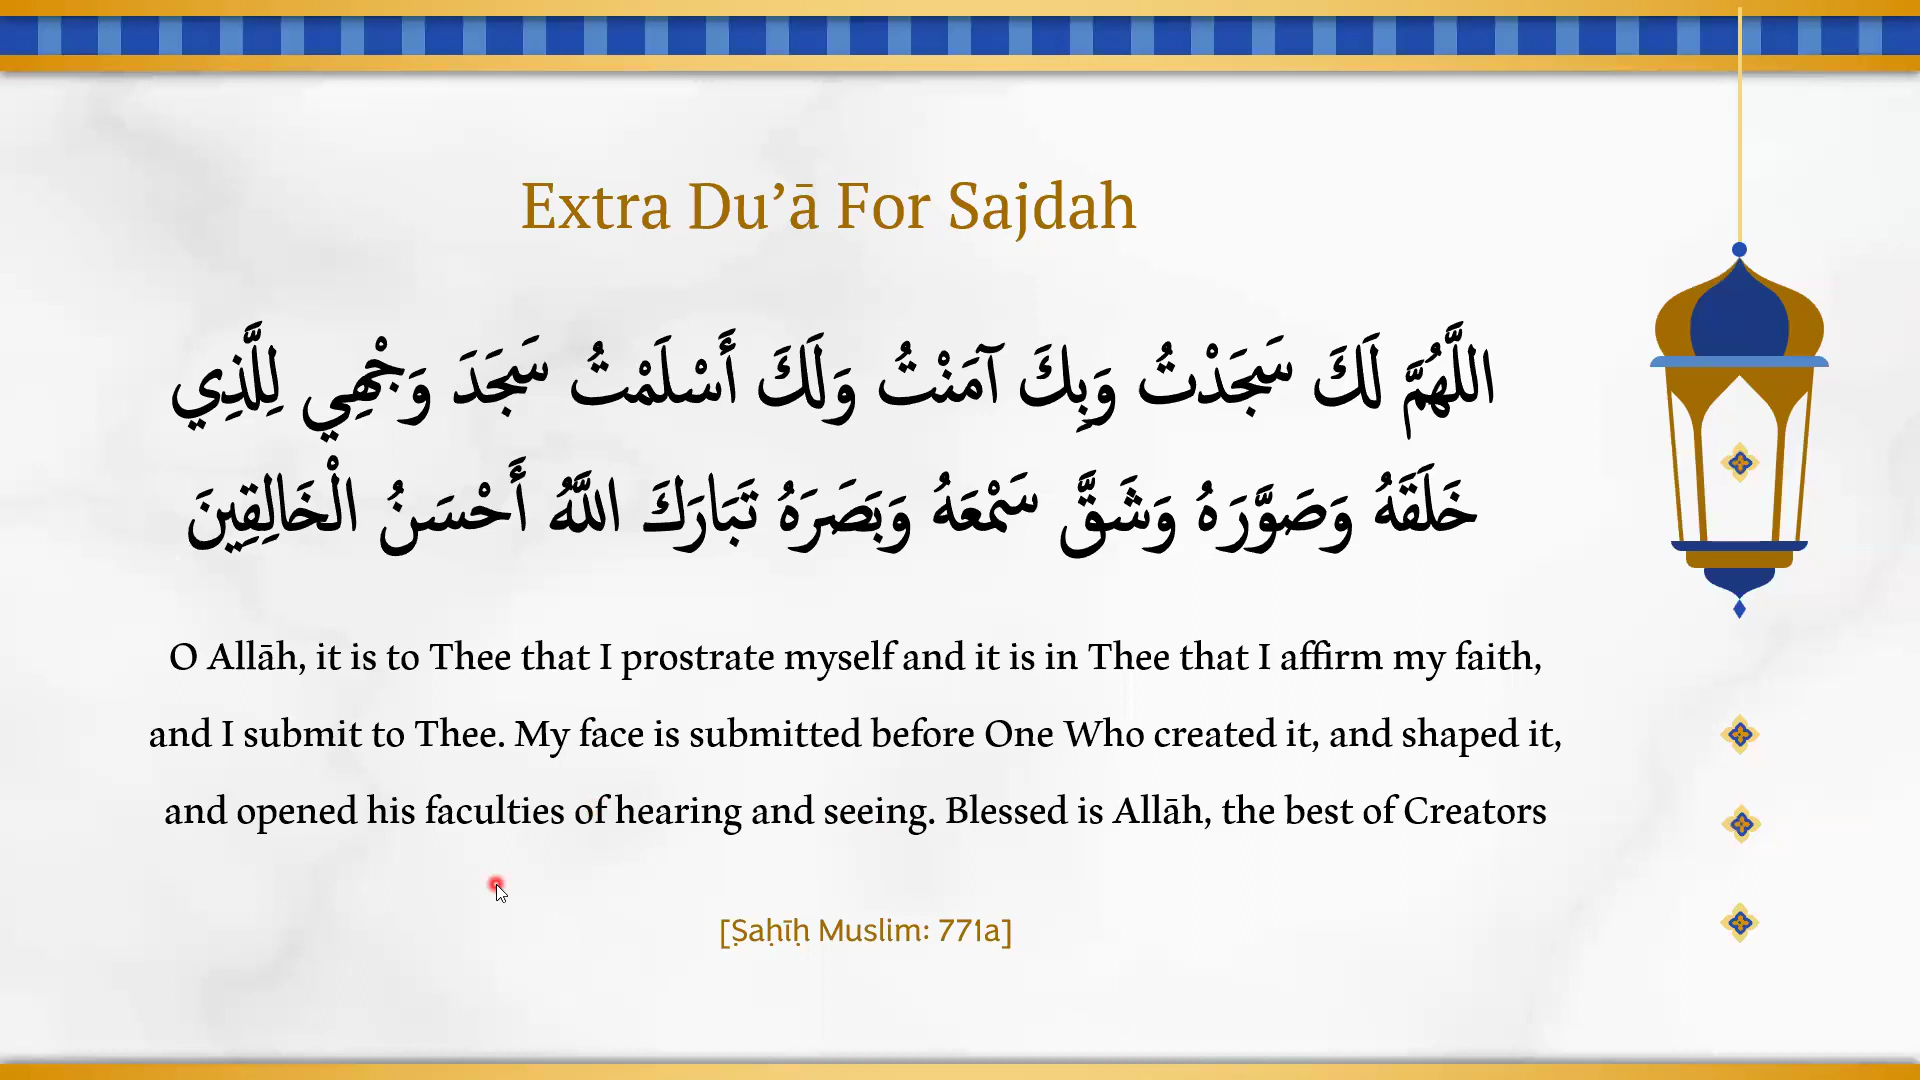 Extra Du’ā For Sajdah
اللَّهُمَّ لَكَ سَجَدْتُ وَبِكَ آمَنْتُ وَلَكَ أَسْلَمْتُ سَجَدَ وَجْهِي لِلَّذِي
خَلَقَهُ وَصَوَّرَهُ وَشَقَّ سَمْعَهُ وَبَصَرَهُ تَبَارَكَ اللَّهُ أَحْسَنُ الْخَالِقِينَ
O Allāh, it is to Thee that I prostrate myself and it is in Thee that I affirm my faith,
and I submit to Thee. My face is submitted before One Who created it, and shaped it,
and opened his faculties of hearing and seeing. Blessed is Allāh, the best of Creators
[Ṣaḥīḥ Muslim: 771a]